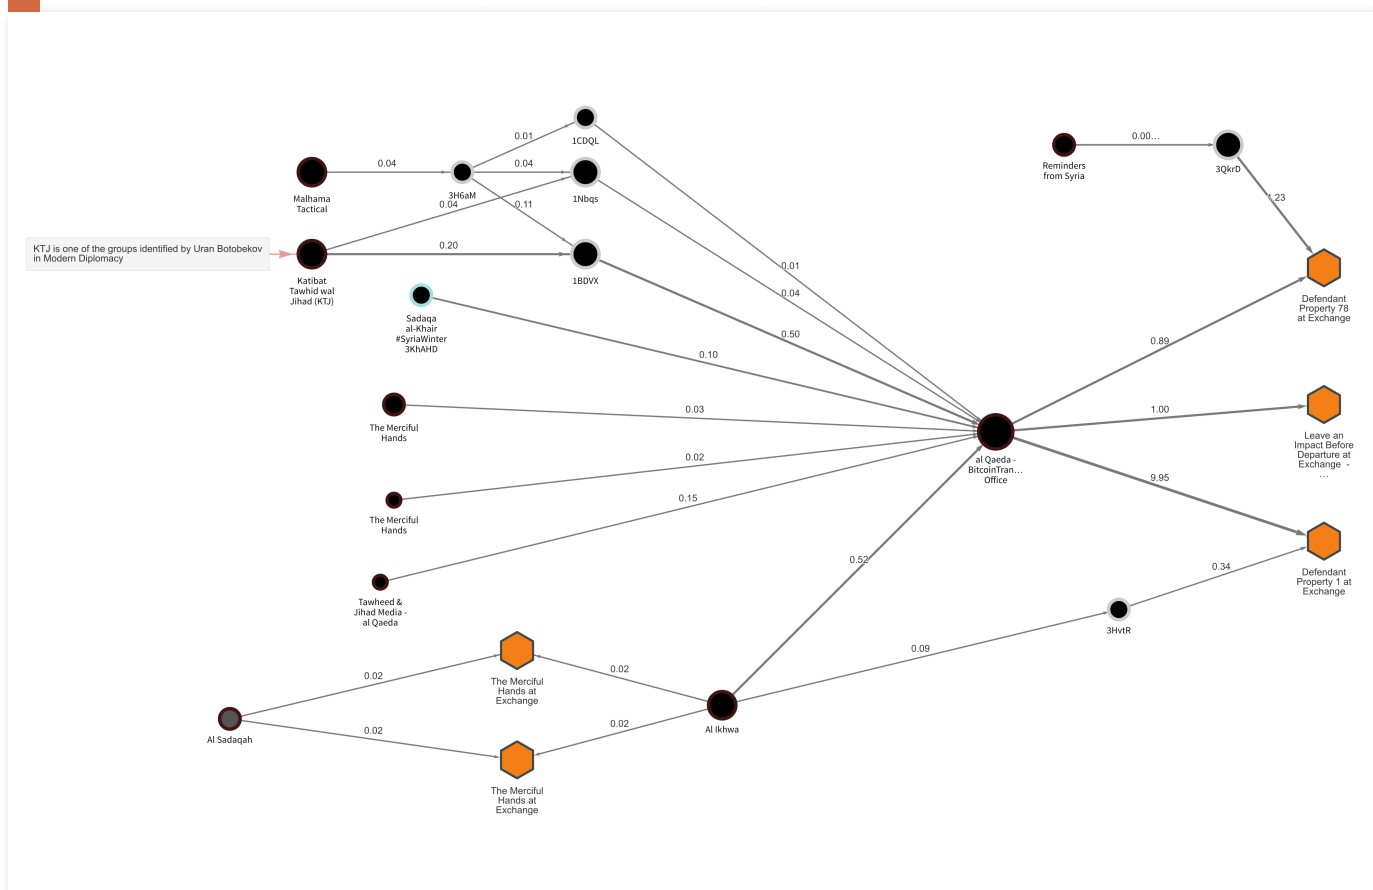 0.01
1CDQL
0.00…
Reminders
from Syria
3QkrD
0.04
0.04
Malhama
Tactical
3H6aM
1Nbqs
0.04
0.11
1.23
KTJ is one of the groups identified by Uran Botobekov
in Modern Diplomacy
0.20
Katibat
Tawhid wal
Jihad (KTJ)
1BDVX
0.01
0.04
Defendant
Property 78
at Exchange
Sadaqa
al-Khair
#SyriaWinter
3KhAHD
0.50
0.10
0.89
0.03
The Merciful
Hands
1.00
Leave an
Impact Before
Departure at
Exchange -
…
0.02
al Qaeda -
BitcoinTran…
Office
9.95
0.15
The Merciful
Hands
0.52
0.34
Defendant
Property 1 at
Exchange
Tawheed &
Jihad Media -
al Qaeda
3HvtR
0.09
0.02
0.02
The Merciful
Hands at
Exchange
Al Sadaqah
0.02
0.02
Al Ikhwa
The Merciful
Hands at
Exchange